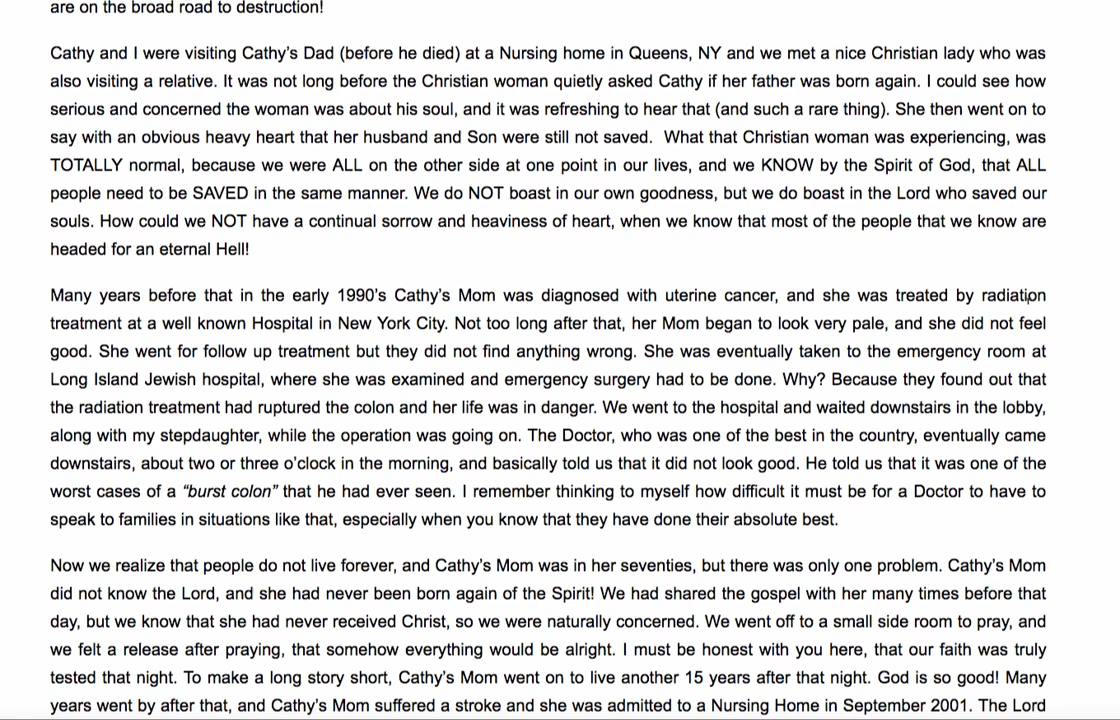 are on the broad road to destruction!
Cathy and I were visiting Cathy's Dad (before he died) at a Nursing home in Queens, NY and we met a nice Christian lady who was
also visiting a relative. It was not long before the Christian woman quietly asked Cathy if her father was born again. I could see how
serious and concerned the woman was about his soul, and it was refreshing to hear that (and such a rare thing). She then went on to
say with an obvious heavy heart that her husband and Son were still not saved.  What that Christian woman was experiencing, was
TOTALLY normal, because we were ALL on the other side at one point in our lives, and we KNOW by the Spirit of God, that ALL
people need to be SAVED in the same manner. We do NOT boast in our own goodness, but we do boast in the Lord who saved our
souls. How could we NOT have a continual sorrow and heaviness of heart, when we know that most of the people that we know are
headed for an eternal Hell!
Many years before that in the early 1990's Cathy's Mom was diagnosed with uterine cancer, and she was treated by radiation
treatment at a well known Hospital in New York City. Not too long after that, her Mom began to look very pale, and she did not feel
good. She went for follow up treatment but they did not find anything wrong. She was eventually taken to the emergency room at
Long Island Jewish hospital, where she was examined and emergency surgery had to be done. Why? Because they found out that
the radiation treatment had ruptured the colon and her life was in danger. We went to the hospital and waited downstairs in the lobby,
along with my stepdaughter, while the operation was going on. The Doctor, who was one of the best in the country, eventually came
downstairs, about two or three o'clock in the morning, and basically told us that it did not look good. He told us that it was one of the
worst cases of a "burst colon" that he had ever seen. I remember thinking to myself how difficult it must be for a Doctor to have to
speak to families in situations like that, especially when you know that they have done their absolute best.
Now we realize that people do not live forever, and Cathy's Mom was in her seventies, but there was only one problem. Cathy's Mom
did not know the Lord, and she had never been born again of the Spirit! We had shared the gospel with her many times before that
day, but we know that she had never received Christ, so we were naturally concerned. We went off to a small side room to pray, and
we felt a release after praying, that somehow everything would be alright. I must be honest with you here, that our faith was truly
tested that night. To make a long story short, Cathy's Mom went on to live another 15 years after that night. God is so good! Many
years went by after that, and Cathy's Mom suffered a stroke and she was admitted to a Nursing Home in September 2001. The Lord